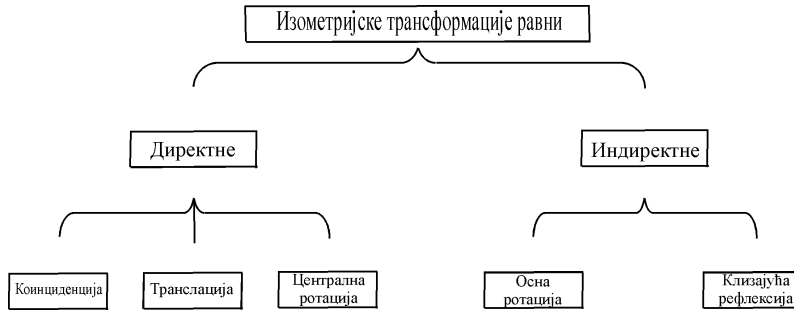 Изометријске трансформације равни
Директне
Индиректне
Коинциденција
Транслација
Централна
ротација
Осна
ротација
Клизајућа
рефлексија